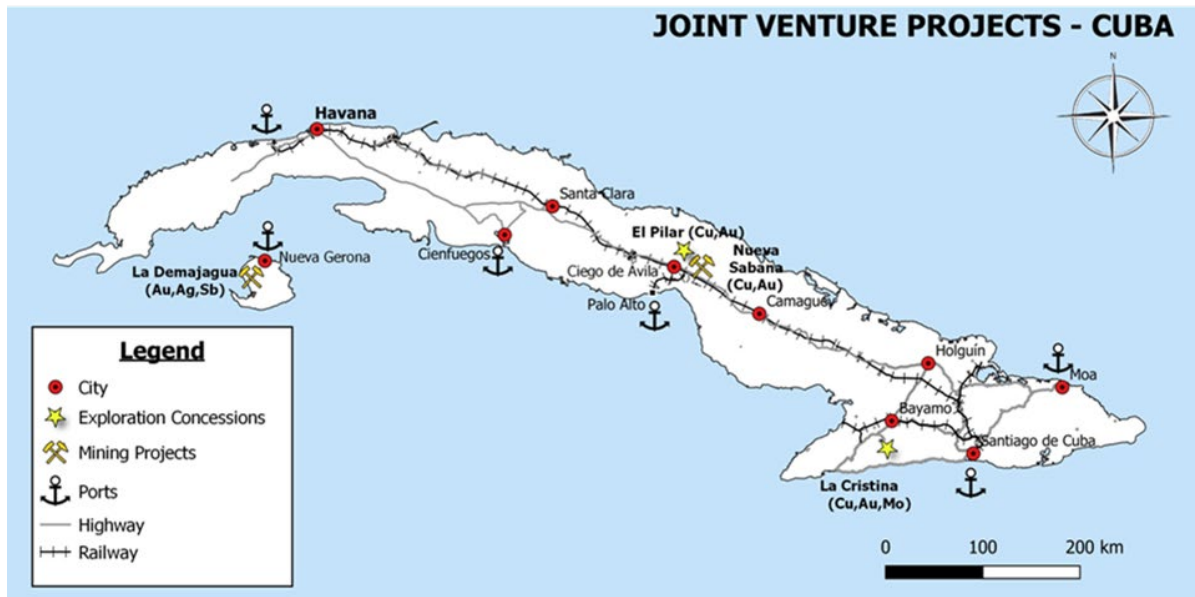 JOINT VENTURE PROJECTS - CUBA
N
Havana
Santa Clara
El Pilar (Cu,Au)
Nueva
Sabana
(Cu,Au)
Nueva Gerona
Cienfuegos
Ciego de Avila
La Demajagua
(Au,Ag,Sb)
Palo Alto
Camaguey
Holguín
Moa
Bayamo
Santiago de Cuba
La Cristina
(Cu,Au,Mo)
Legend
City
Exploration Concessions
Mining Projects
Ports
Highway
Railway
0 100 200 km